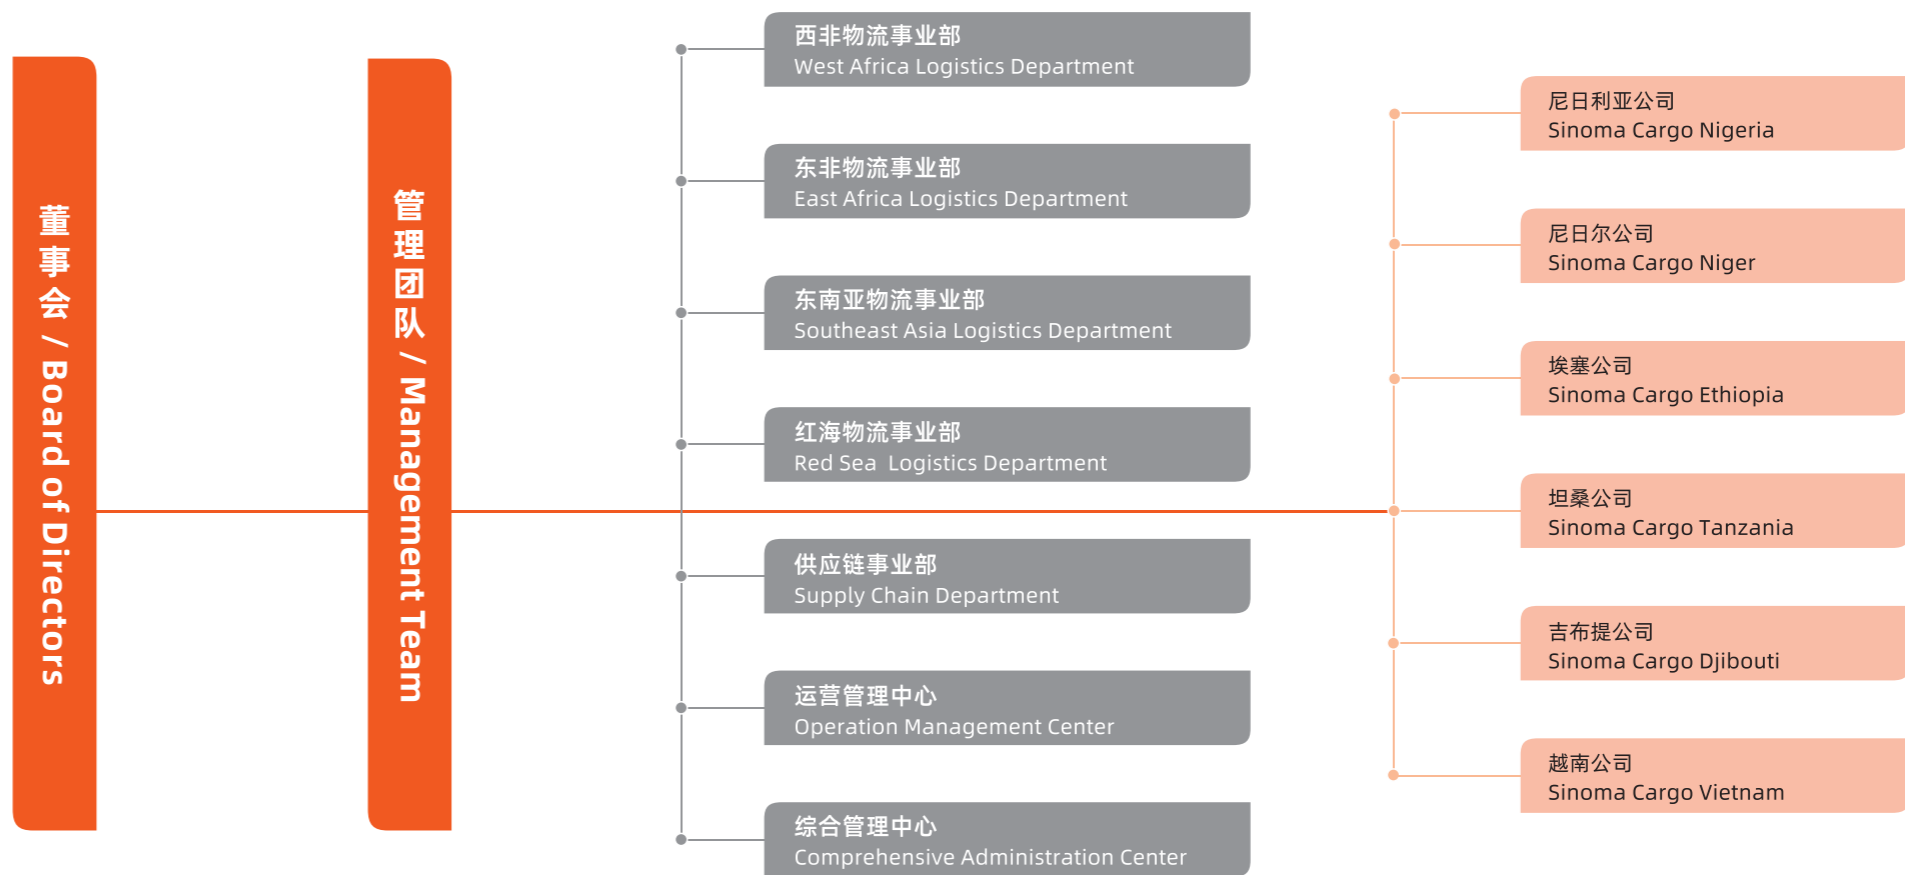 董事会 / Board of Directors
管理团队 / Management Team
西非物流事业部
West Africa Logistics Department
东非物流事业部
East Africa Logistics Department
东南亚物流事业部
Southeast Asia Logistics Department
红海物流事业部
Red Sea  Logistics Department
供应链事业部
Supply Chain Department
运营管理中心
Operation Management Center
综合管理中心
Comprehensive Administration Center
尼日利亚公司
Sinoma Cargo Nigeria
尼日尔公司
Sinoma Cargo Niger
埃塞公司
Sinoma Cargo Ethiopia
坦桑公司
Sinoma Cargo Tanzania
吉布提公司
Sinoma Cargo Djibouti
越南公司
Sinoma Cargo Vietnam